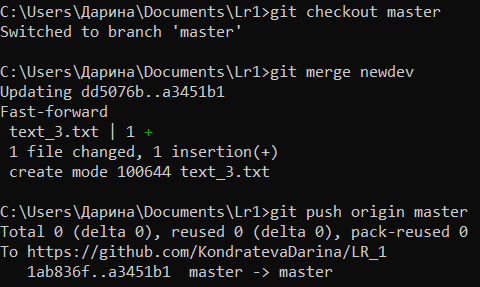 C:\Users\Дарина\Documents\Lr1>git checkout master
Switched to branch 'master'
C:\Users\Дарина\Documents\Lr1>git merge newdev
Updating dd5076b..a3451b1
Fast-forward
 text_3.txt | 1 +
 1 file changed, 1 insertion(+)
 create mode 100644 text_3.txt
C:\Users\Дарина\Documents\Lr1>git push origin master
Total 0 (delta 0), reused 0 (delta 0), pack-reused 0
To https://github.com/KondratevaDarina/LR_1
   1ab836f..a3451b1  master -> master